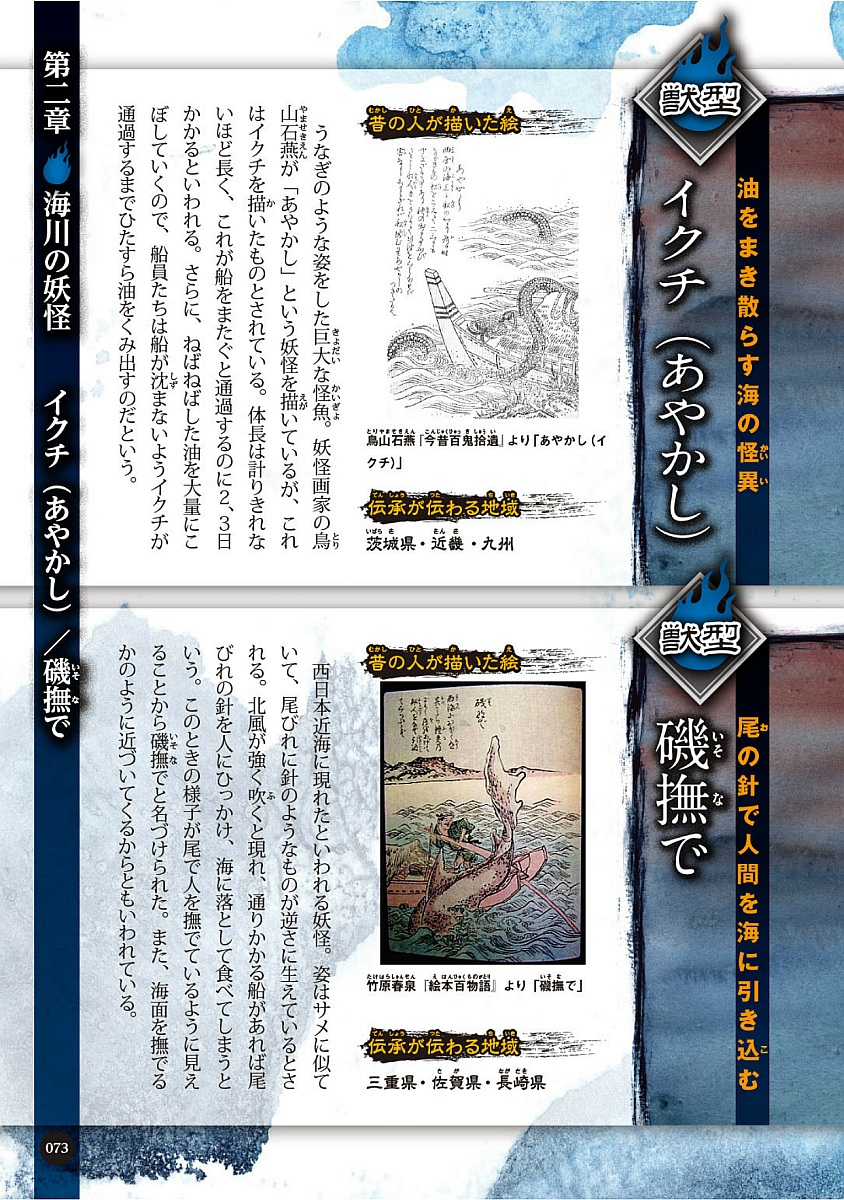 獣型
油をまき散らす海の怪異
イクチ（あやかし）
昔の人が描いた絵
鳥山石燕『今昔百鬼拾遺』より「あやかし（イ
クチ）」
伝承が伝わる地域
茨城県・近畿・九州
うなぎのような姿をした巨大な怪魚。妖怪画家の鳥
山石燕が「あやかし」という妖怪を描いているが、これ
はイクチを描いたものとされている。体長は計りきれな
いほど長く、これが船をまたぐと通過するのに2、3日
かかるといわれる。さらに、ねばねばした油を大量にこ
ぼしていくので、船員たちは船が沈まないようイクチが
通過するまでひたすら油をくみ出すのだという。
獣型
尾の針で人間を海に引き込む
磯撫で
昔の人が描いた絵
磯撫で
竹原春泉『絵本百物語』より「磯撫で」
伝承が伝わる地域
三重県・佐賀県・長崎県
西日本近海に現れたといわれる妖怪。姿はサメに似て
いて、尾びれに針のようなものが逆さに生えているとさ
れる。北風が強く吹くと現れ、通りかかる船があれば尾
びれの針を人にひっかけ、海に落として食べてしまうと
いう。このときの様子が尾で人を撫でているように見え
ることから磯撫でと名づけられた。また、海面を撫でる
かのように近づいてくるからともいわれている。
第二章 海川の妖怪 イクチ（あやかし）／磯撫で
073